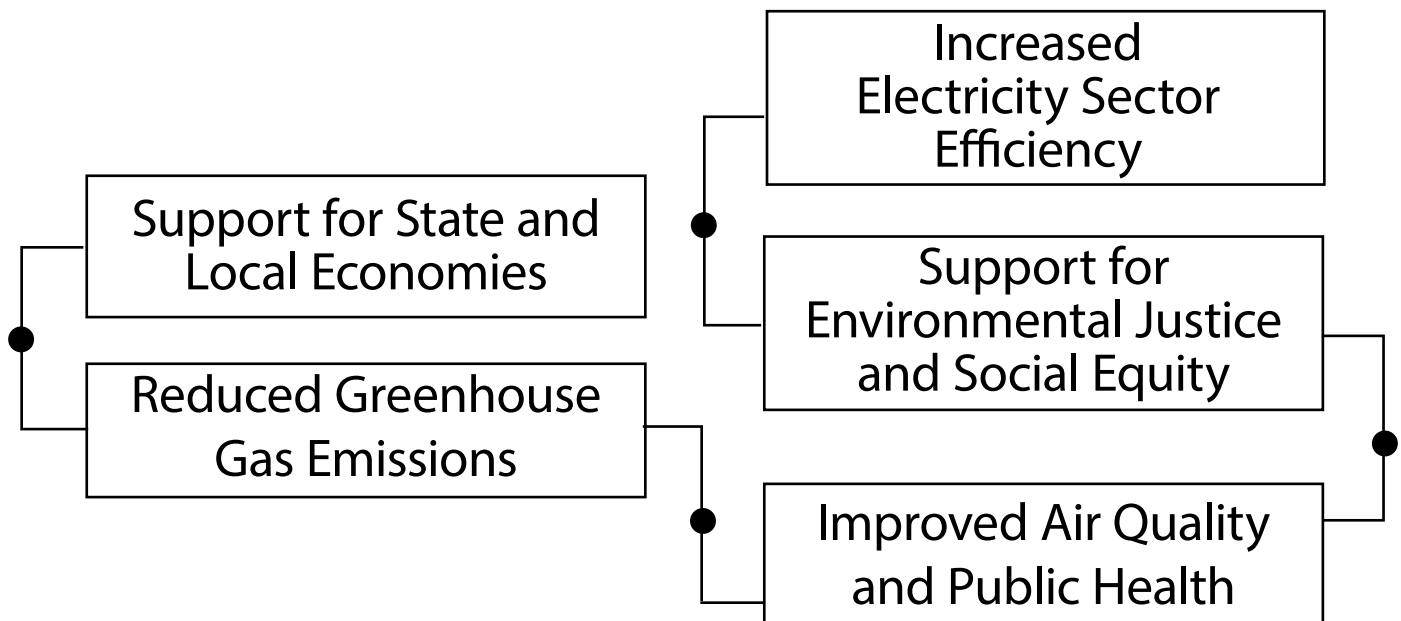 Increased
Electricity Sector
Efficiency
Support for State and
Local Economies
Support for
Environmental Justice
and Social Equity
Reduced Greenhouse
Gas Emissions
Improved Air Quality
and Public Health